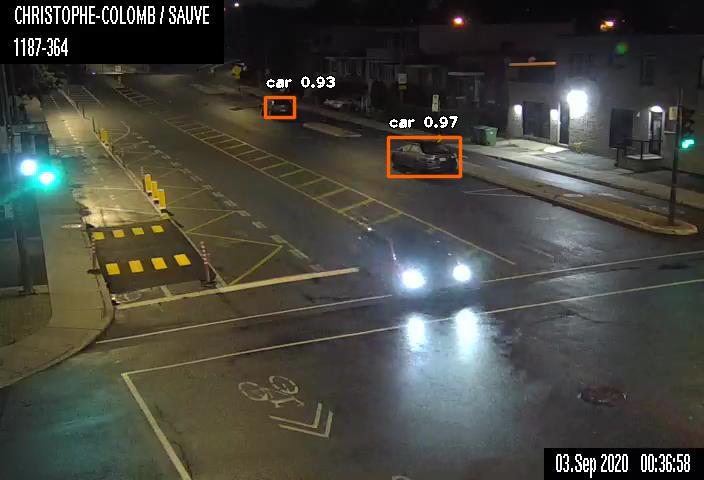 CHRISTOPHE-COLOMB / SAUVE
1187-364
car 0.93
car 0.97
03.Sep 2020 00:36:58